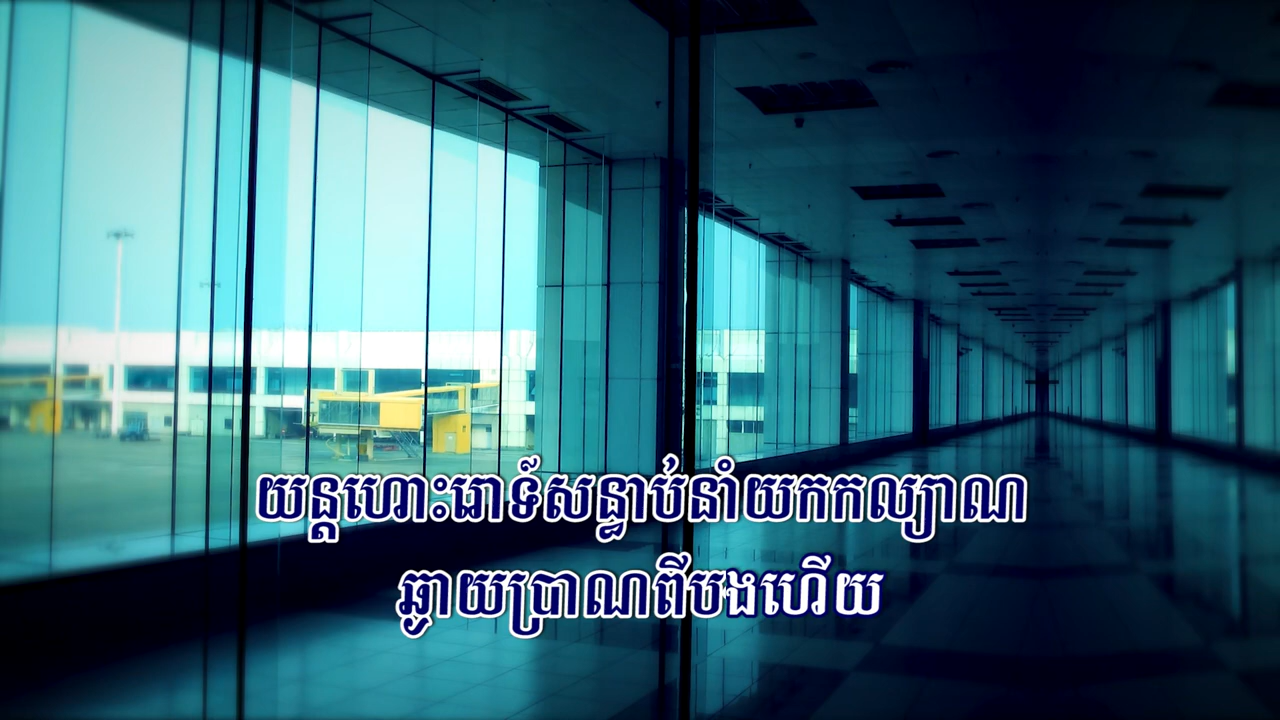 យន្តហោះរោទ៍សន្ធាប់នាំយកកល្យាណ
ឆ្ងាយប្រាណពីបងហើយ